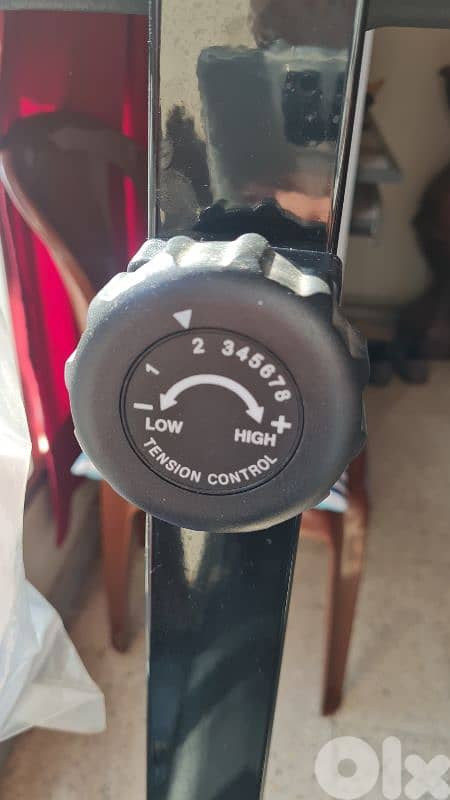 1 2 345678
- +
LOW HIGH
TENSION CONTROL
Olx